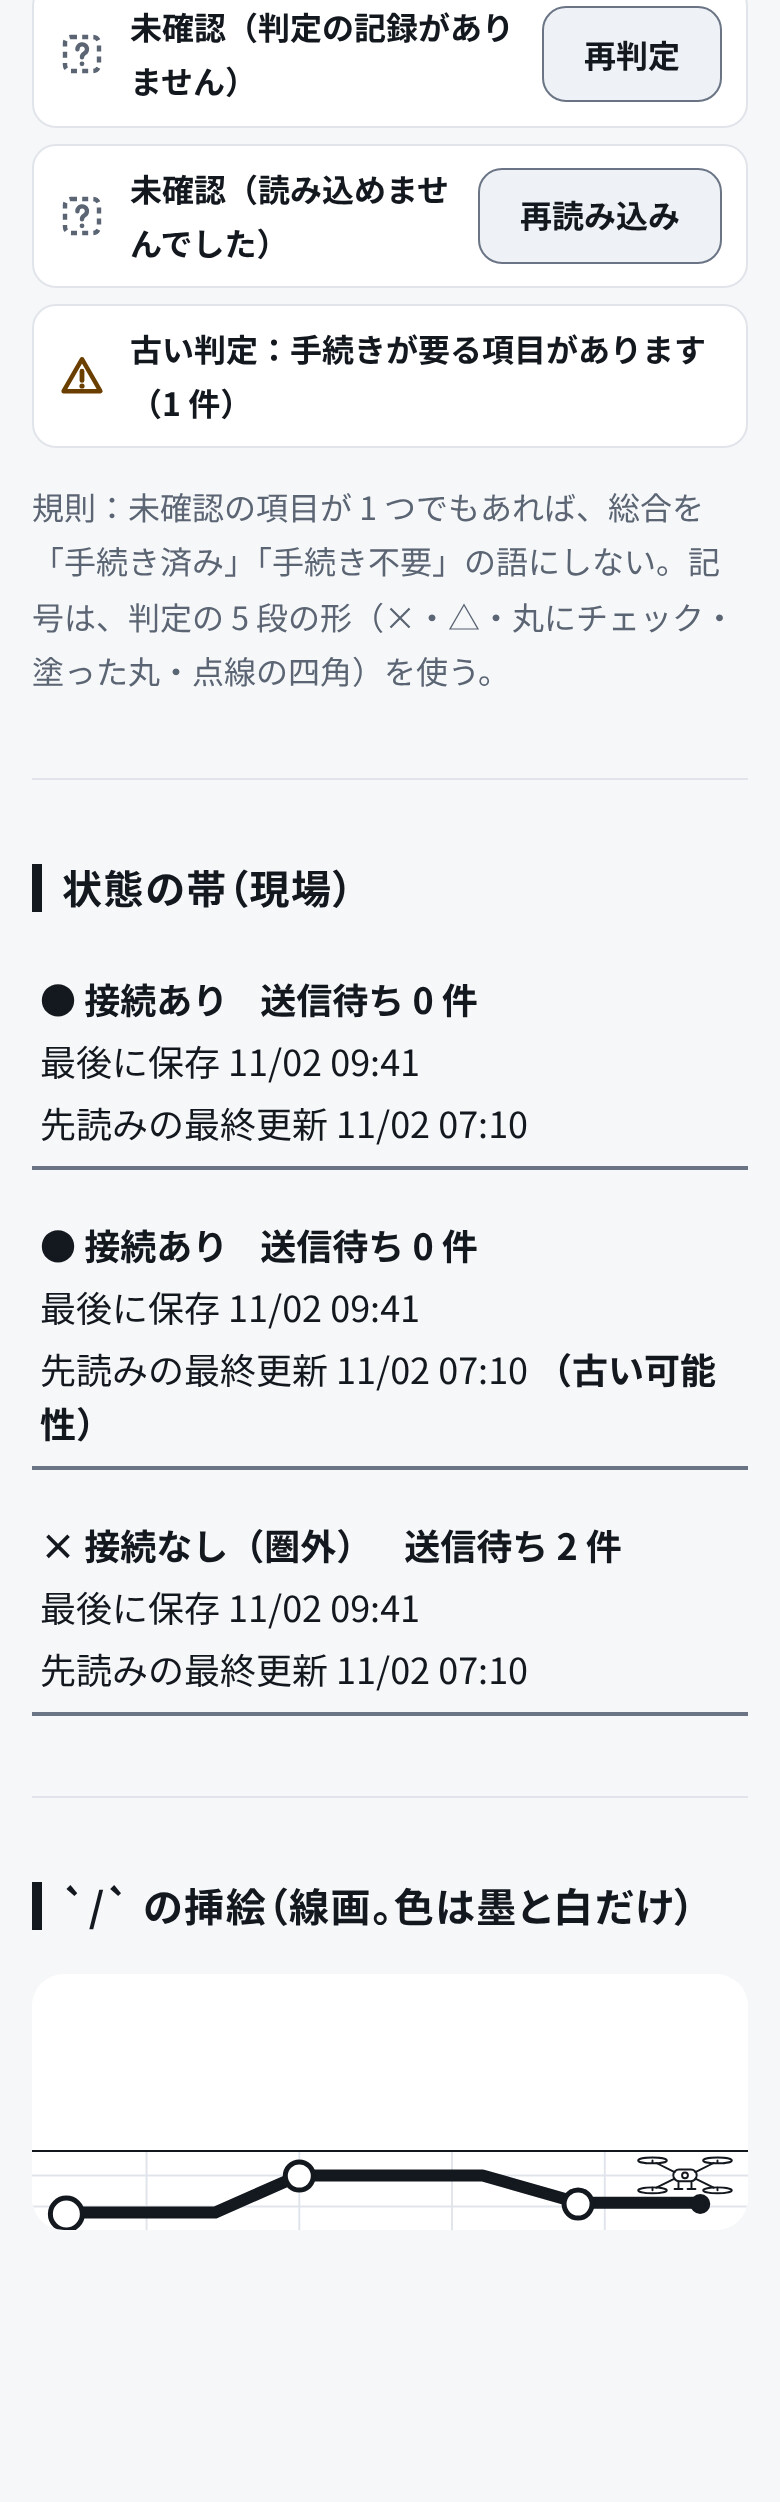 未確認（判定の記録があり
ません）
再判定
未確認（読み込めませ
んでした）
再読み込み
古い判定：手続きが要る項目があります
（1 件）
規則：未確認の項目が 1 つでもあれば、総合を
「手続き済み」「手続き不要」の語にしない。記
号は、判定の 5 段の形（×・△・丸にチェック・
塗った丸・点線の四角）を使う。
状態の帯（現場）
● 接続あり　送信待ち 0 件
最後に保存 11/02 09:41
先読みの最終更新 11/02 07:10
● 接続あり　送信待ち 0 件
最後に保存 11/02 09:41
先読みの最終更新 11/02 07:10 （古い可能
性）
× 接続なし（圏外）　送信待ち 2 件
最後に保存 11/02 09:41
先読みの最終更新 11/02 07:10
`/` の挿絵（線画。色は墨と白だけ）